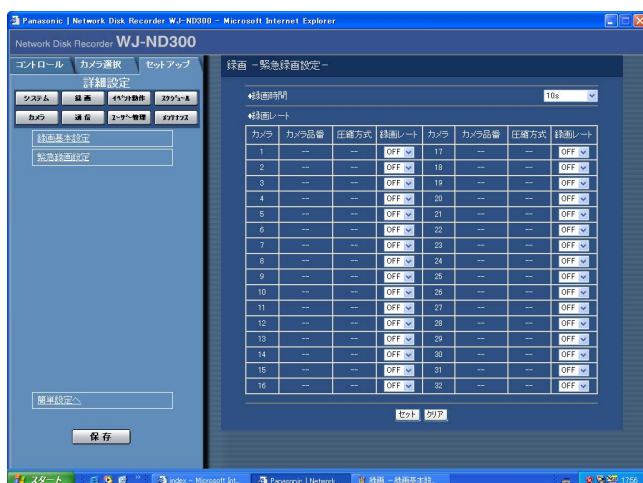 Panasonic | Network Disk Recorder WJ-ND300 - Microsoft Internet Explorer
Network Disk Recorder WJ-ND300
コントロール カメラ選択 セットアップ
詳細設定
システム 録画 イベント動作 スケジュール
カメラ 通信 ユーザー管理 メンテナンス
録画基本設定
緊急録画設定
簡単設定へ
保存
録画 -緊急録画設定-
◆録画時間 10s
◆録画レート
カメラ カメラ品番 圧縮方式 録画レート カメラ カメラ品番 圧縮方式 録画レート
1 -- -- OFF 17 -- -- OFF
2 -- -- OFF 18 -- -- OFF
3 -- -- OFF 19 -- -- OFF
4 -- -- OFF 20 -- -- OFF
5 -- -- OFF 21 -- -- OFF
6 -- -- OFF 22 -- -- OFF
7 -- -- OFF 23 -- -- OFF
8 -- -- OFF 24 -- -- OFF
9 -- -- OFF 25 -- -- OFF
10 -- -- OFF 26 -- -- OFF
11 -- -- OFF 27 -- -- OFF
12 -- -- OFF 28 -- -- OFF
13 -- -- OFF 29 -- -- OFF
14 -- -- OFF 30 -- -- OFF
15 -- -- OFF 31 -- -- OFF
16 -- -- OFF 32 -- -- OFF
セット クリア
スタート index - Microsoft Int... Panasonic | Network ... 録画 -録画基本設... 17:56